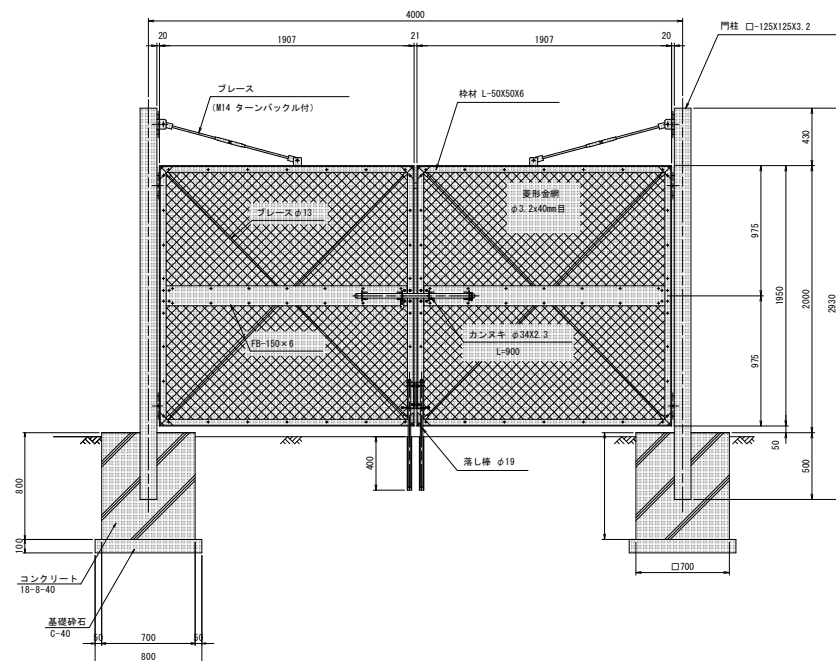 4000
門柱 □-125X125X3.2
20
1907
21
1907
20
ブレース
(M14 ターンバックル付)
枠材 L-50X50X6
430
菱形金網
φ3.2x40mm目
ブレースφ13
975
1950
2000
2930
カンヌキ φ34X2.3
L=900
FB-150×6
975
落し棒 φ19
400
50
500
800
100
コンクリート
18-8-40
基礎砕石
C-40
□700
50
700
50
800